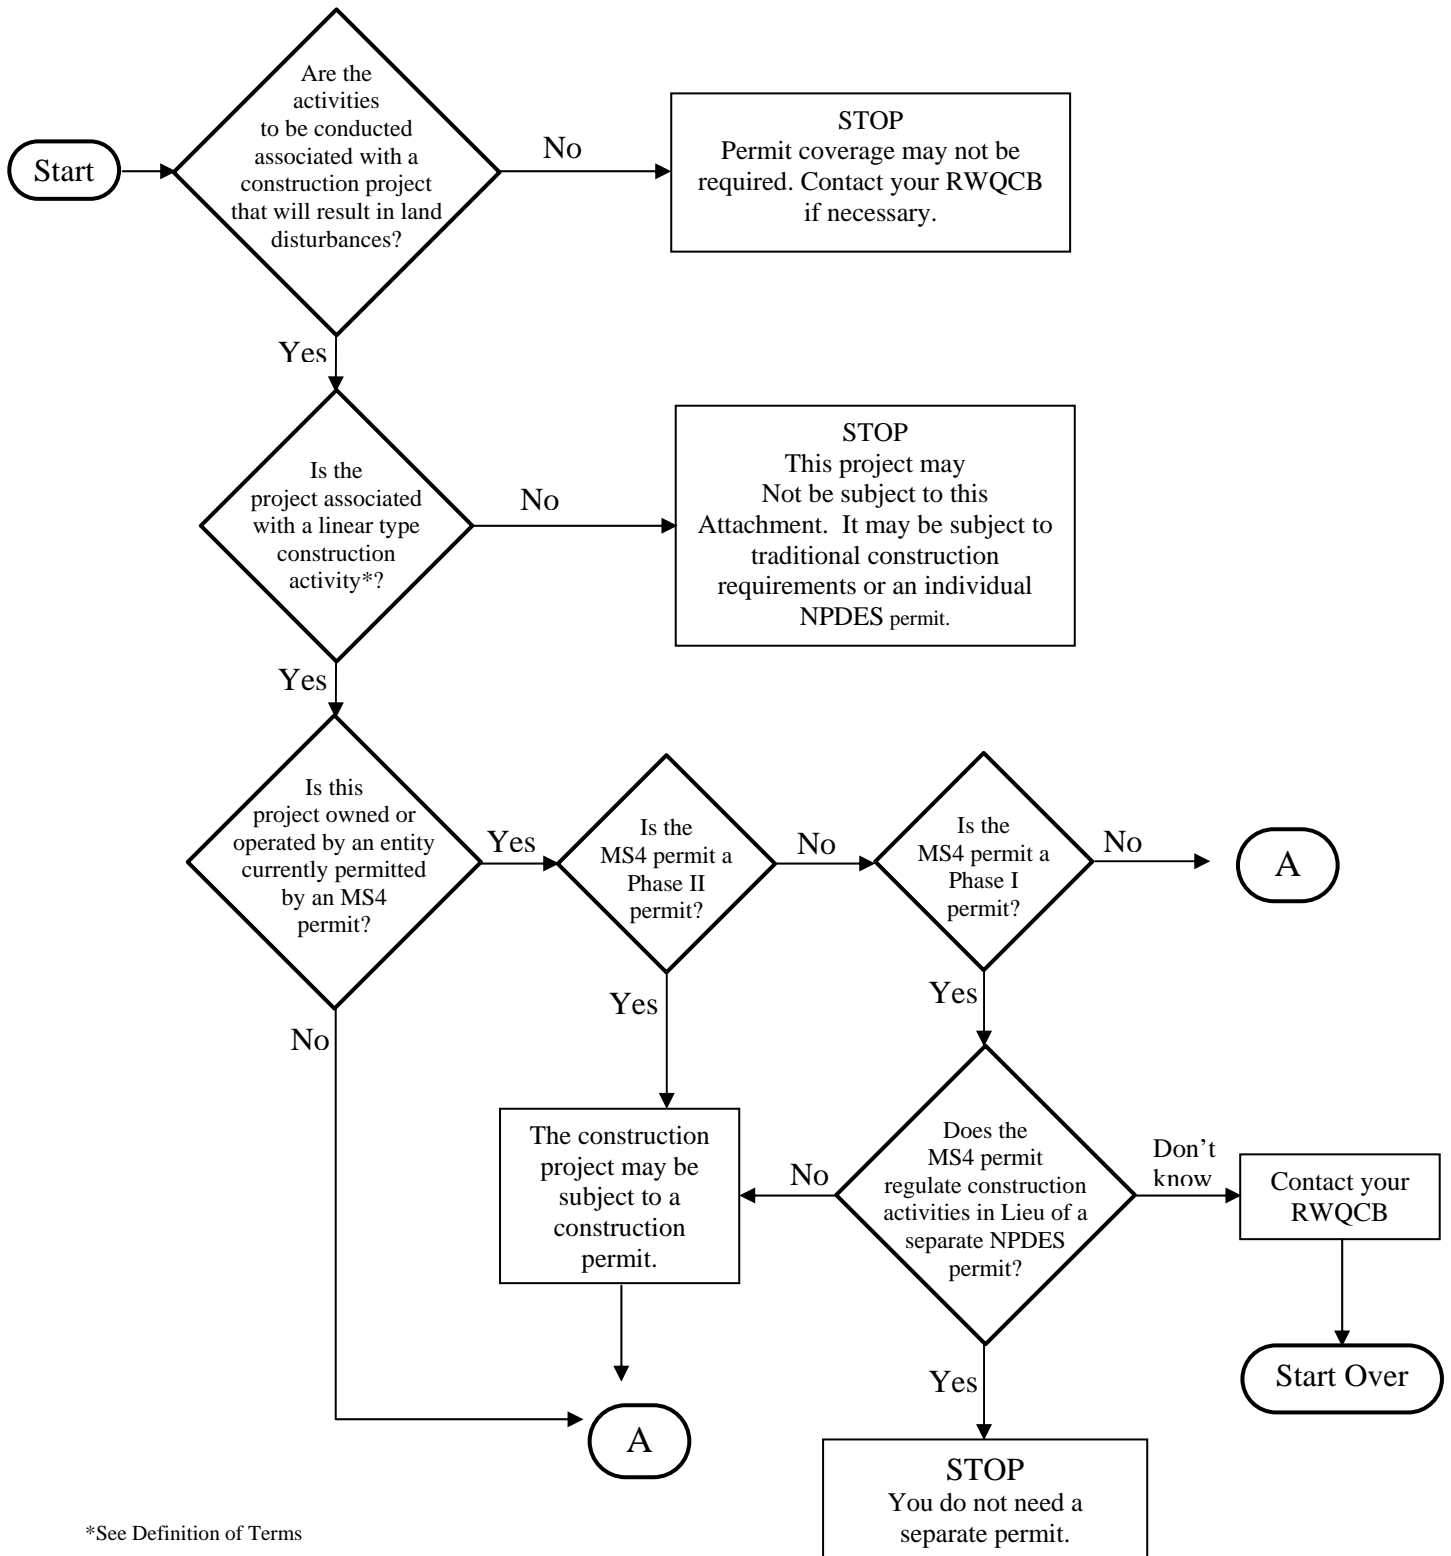 Start
Are the
activities
to be conducted
associated with a
construction project
that will result in land
disturbances?
No
STOP
Permit coverage may not be
required. Contact your RWQCB
if necessary.
Yes
Is the
project associated
with a linear type
construction
activity*?
No
STOP
This project may
Not be subject to this
Attachment.  It may be subject to
traditional construction
requirements or an individual
NPDES permit.
Yes
Is this
project owned or
operated by an entity
currently permitted
by an MS4
permit?
Yes
Is the
MS4 permit a
Phase II
permit?
No
Is the
MS4 permit a
Phase I
permit?
No
A
No
Yes
Yes
The construction
project may be
subject to a
construction
permit.
No
Does the
MS4 permit
regulate construction
activities in Lieu of a
separate NPDES
permit?
Don't
know
Contact your
RWQCB
Start Over
Yes
A
STOP
You do not need a
separate permit.
*See Definition of Terms